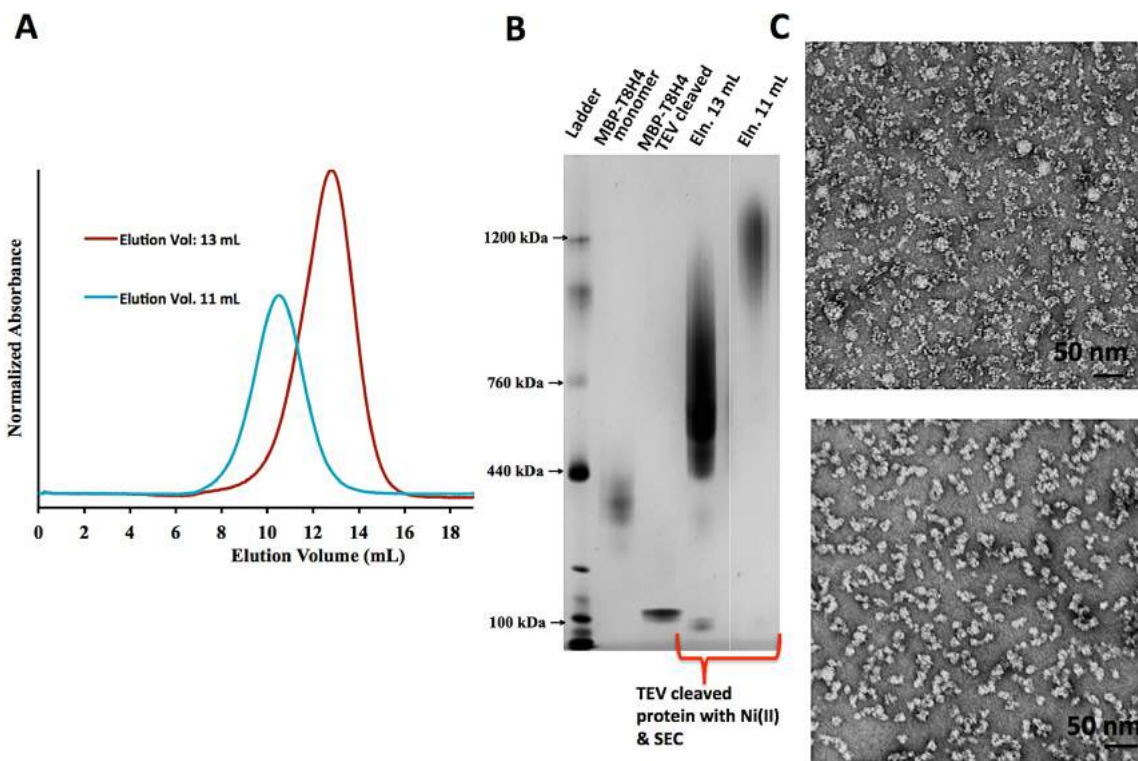 A
Elution Vol: 13 mL
Elution Vol. 11 mL
Normalized Absorbance
0 2 4 6 8 10 12 14 16 18
Elution Volume (mL)
B
Ladder
MBP-T8H4
monomer
MBP-T8H4
TEV cleaved
Eln. 13 mL
Eln. 11 mL
1200 kDa
760 kDa
440 kDa
100 kDa
TEV cleaved
protein with Ni(II)
& SEC
C
50 nm
50 nm